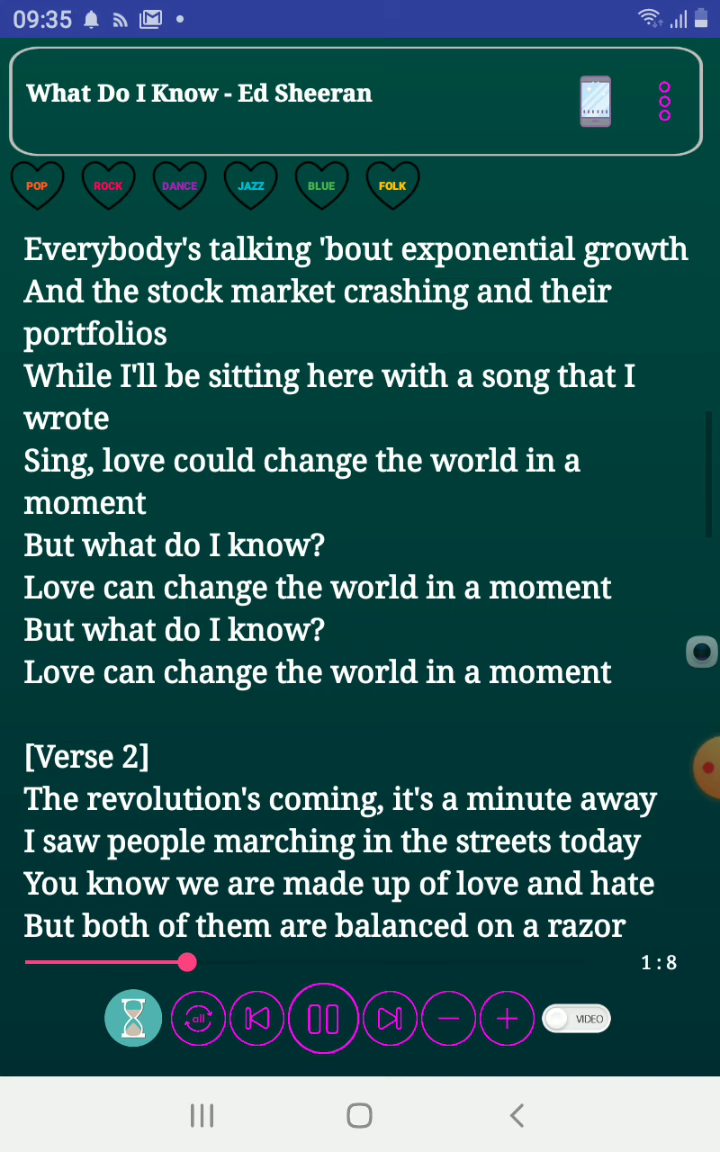 09:35
What Do I Know - Ed Sheeran
POP ROCK DANCE JAZZ BLUE FOLK
Everybody's talking 'bout exponential growth
And the stock market crashing and their
portfolios
While I'll be sitting here with a song that I
wrote
Sing, love could change the world in a
moment
But what do I know?
Love can change the world in a moment
But what do I know?
Love can change the world in a moment
[Verse 2]
The revolution's coming, it's a minute away
I saw people marching in the streets today
You know we are made up of love and hate
But both of them are balanced on a razor
1:8
all
VIDEO